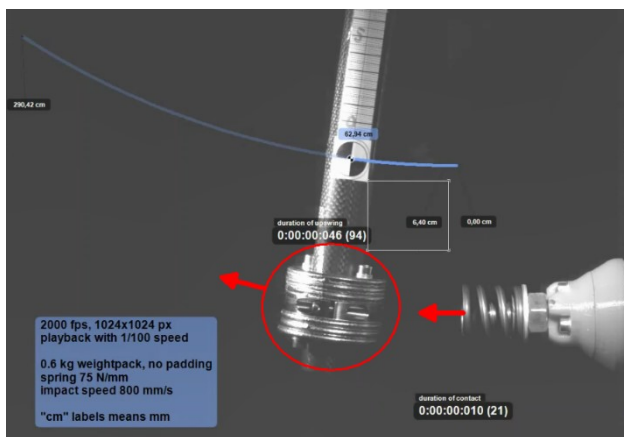 290,42 cm
62,94 cm
6,40 cm
0,00 cm
duration of upswing
0:00:00:046 (94)
2000 fps, 1024x1024 px
playback with 1/100 speed
0.6 kg weightpack, no padding
spring 75 N/mm
impact speed 800 mm/s
"cm" labels means mm
duration of contact
0:00:00:010 (21)